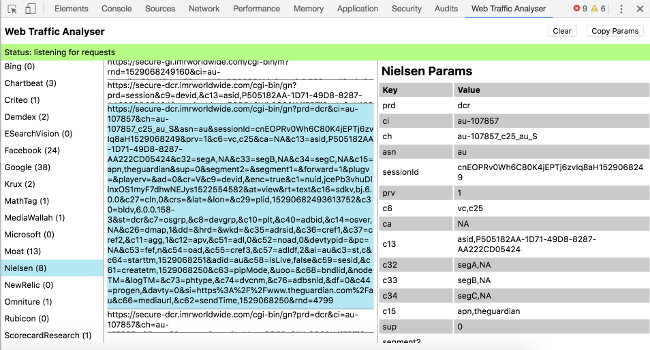 Elements Console Sources Network Performance Memory Application Security Audits Web Traffic Analyser 9 6
Web Traffic Analyser Clear Copy Params
Status: listening for requests
Bing (0)
Chartbeat (3)
Criteo (1)
Demdex (2)
ESearchVision (0)
Facebook (24)
Google (38)
Krux (2)
MathTag (1)
MediaWallah (1)
Microsoft (0)
Moat (13)
Nielsen (8)
NewRelic (0)
Omniture (1)
Rubicon (0)
ScorecardResearch (1)
rnd=1529068249160&ci=au-
https://secure-dcr.imrworldwide.com/cgi-bin/gn?
prd=session&c9=devid,&c13=asid,P505182AA-1D71-49D8-8287-
https://secure-dcr.imrworldwide.com/cgi-bin/gn?prd=dcr&ci=au-
107857&ch=au-
107857_c25_au_S&asn=au&sessionId=cnEOPRv0Wh6C80K4jEPTj6zv
Iq8aH1529068249&prv=1&c6=vc,c25&ca=NA&c13=asid,P505182AA
-1D71-49D8-8287-
AA222CD05424&c32=segA,NA&c33=segB,NA&c34=segC,NA&c15=
apn,theguardian&sup=0&segment2=&segment1=&forward=1&plugv
=&playerv=&ad=0&cr=V&c9=devid,&enc=true&c1=nuid,jcePb3vhuDl
lnxOS1myF7dhwNEJys1522554582&at=view&rt=text&c16=sdkv,bj.6.
0.0&c27=cln,0&crs=&lat=&lon=&c29=plid,15290682493613752&c3
0=bldv,6.0.0.158-
3&st=dcr&c7=osgrp,&c8=devgrp,&c10=plt,&c40=adbid,&c14=osver,
NA&c26=dmap,1&dd=&hrd=&wkd=&c35=adrsid,&c36=cref1,&c37=c
ref2,&c11=agg,1&c12=apv,&c51=adl,0&c52=noad,0&devtypid=&pc=
NA&c53=fef,n&c54=oad,&c55=cref3,&c57=adldf,2&ai=au&c3=st,c&
c64=starttm,1529068251&adid=au&c58=isLive,false&c59=sesid,&c
61=createtm,1529068250&c63=pipMode,&uoo=&c68=bndlid,&node
TM=&logTM=&c73=phtype,&c74=dvcnm,&c76=adbsnid,&df=0&c44
=progen,&davty=0&si=https%3A%2F%2Fwww.theguardian.com%2F
au&c66=mediaurl,&c62=sendTime,1529068250&rnd=4799
https://secure-dcr.imrworldwide.com/cgi-bin/gn?prd=dcr&ci=au-
107857&ch=au-
Nielsen Params
Key Value
prd dcr
ci au-107857
ch au-107857_c25_au_S
asn au
sessionId cnEOPRv0Wh6C80K4jEPTj6zvIq8aH152906824
9
prv 1
c6 vc,c25
ca NA
c13 asid,P505182AA-1D71-49D8-8287-
AA222CD05424
c32 segA,NA
c33 segB,NA
c34 segC,NA
c15 apn,theguardian
sup 0
segment2